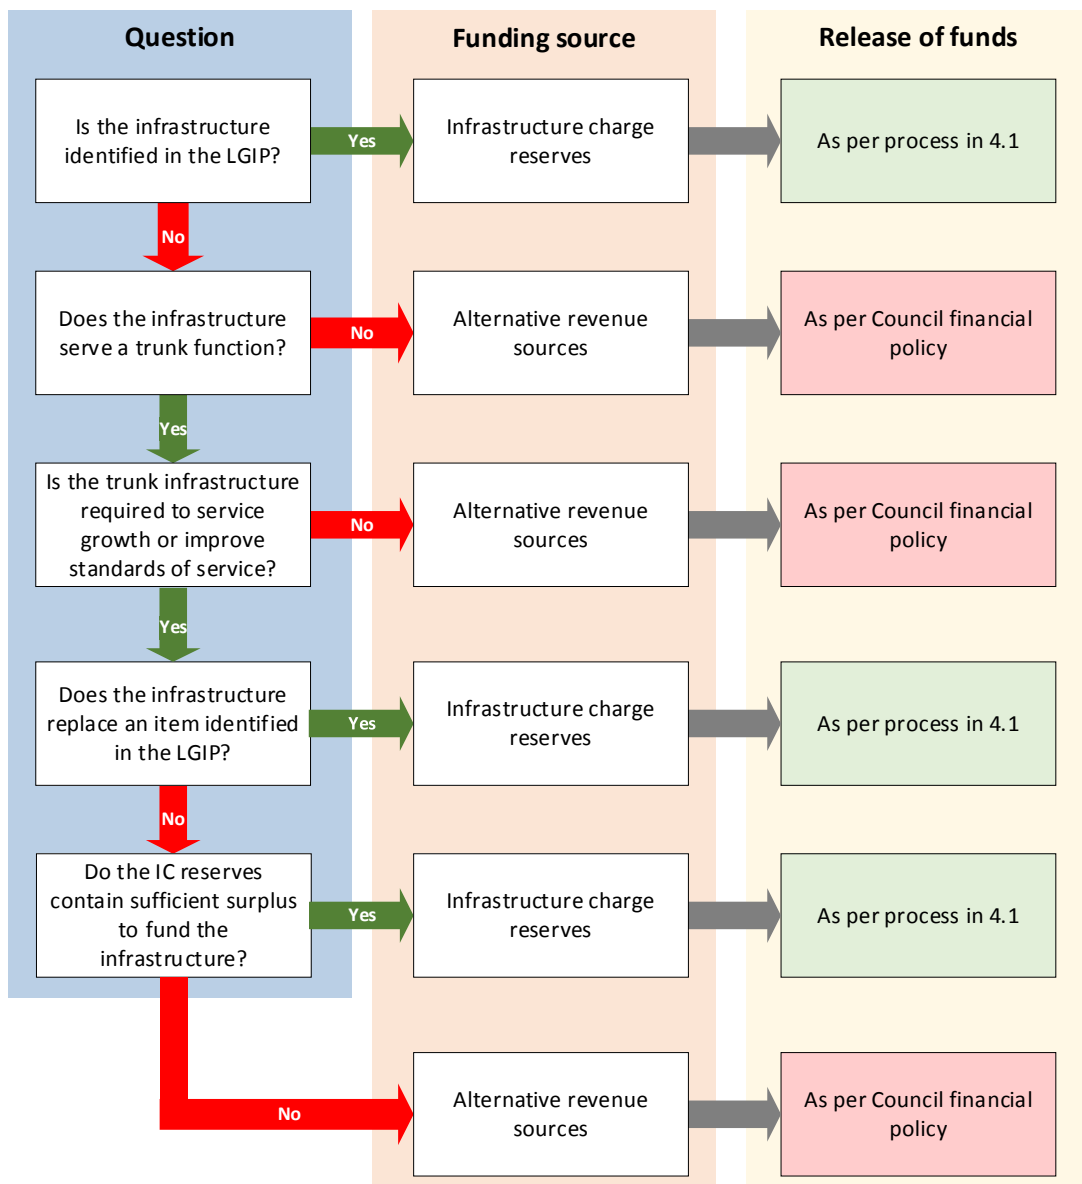 Question
Funding source
Release of funds
Is the infrastructure
identified in the LGIP?
Yes
Infrastructure charge
reserves
As per process in 4.1
No
Does the infrastructure
serve a trunk function?
No
Alternative revenue
sources
As per Council financial
policy
Yes
Is the trunk infrastructure
required to service
growth or improve
standards of service?
No
Alternative revenue
sources
As per Council financial
policy
Yes
Does the infrastructure
replace an item identified
in the LGIP?
Yes
Infrastructure charge
reserves
As per process in 4.1
No
Do the IC reserves
contain sufficient surplus
to fund the
infrastructure?
Yes
Infrastructure charge
reserves
As per process in 4.1
No
Alternative revenue
sources
As per Council financial
policy